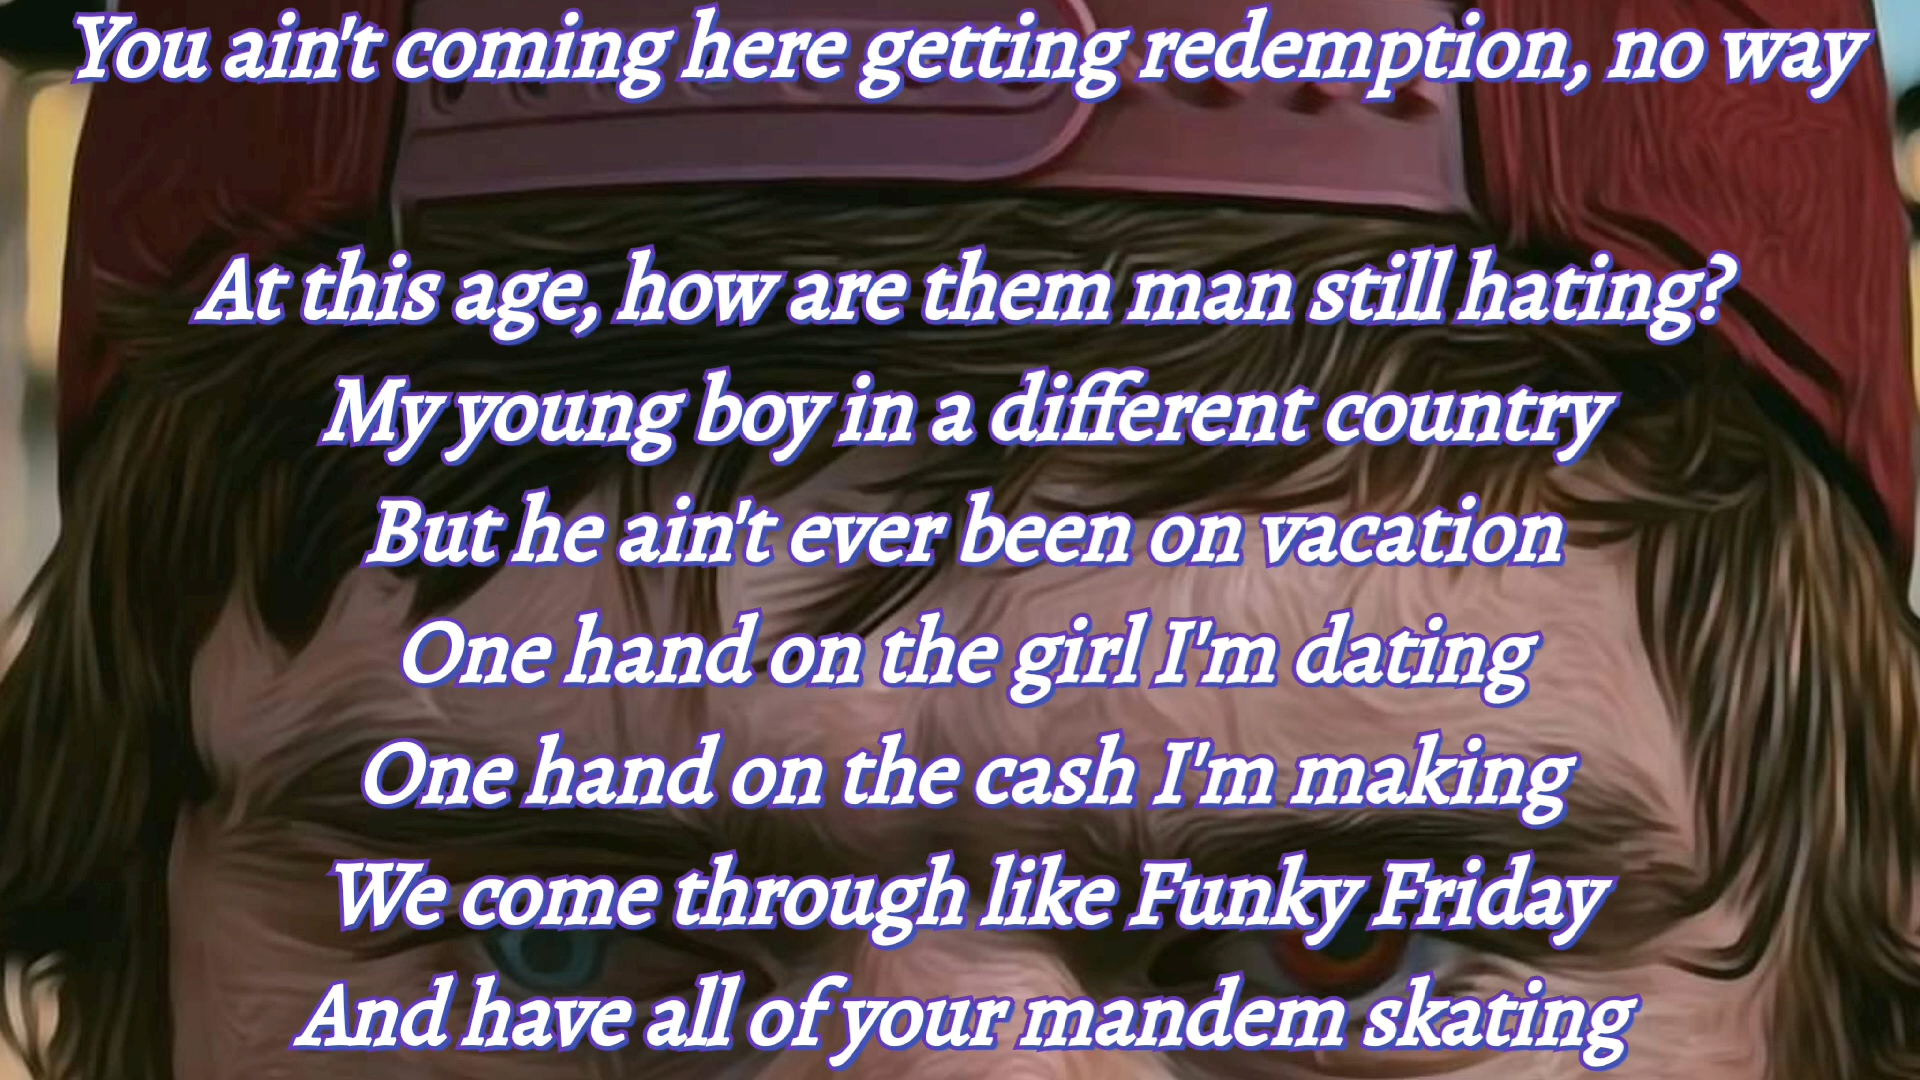 You ain't coming here getting redemption, no way
At this age, how are them man still hating?
My young boy in a different country
But he ain't ever been on vacation
One hand on the girl I'm dating
One hand on the cash I'm making
We come through like Funky Friday
And have all of your mandem skating